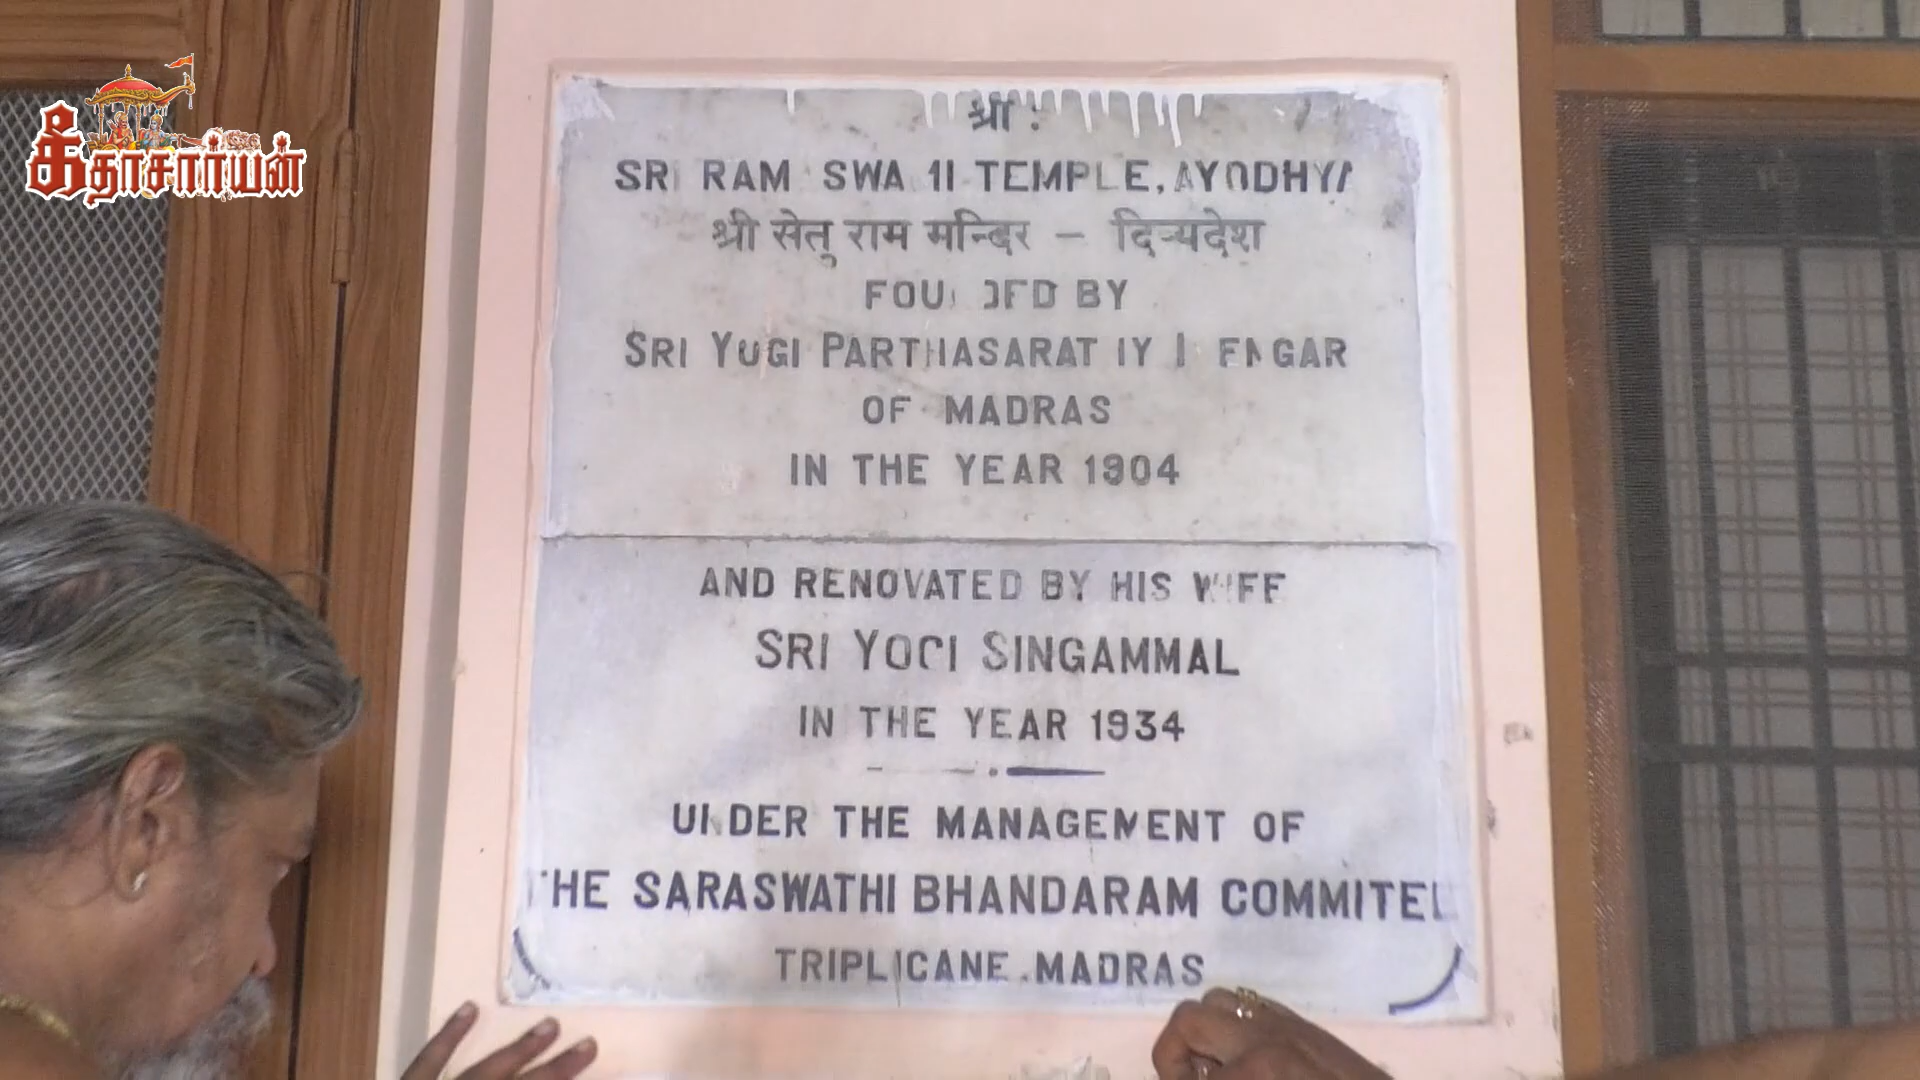 கீதாசார்யன்
श्री :
SRI RAM SWAMI TEMPLE, AYODHYA
श्री सेतु राम मन्दिर – दिव्यदेश
FOUNDED BY
SRI YOGI PARTHASARATHY IYENGAR
OF MADRAS
IN THE YEAR 1904
AND RENOVATED BY HIS WIFE
SRI YOGI SINGAMMAL
IN THE YEAR 1934
UNDER THE MANAGEMENT OF
THE SARASWATHI BHANDARAM COMMITEE
TRIPLICANE. MADRAS